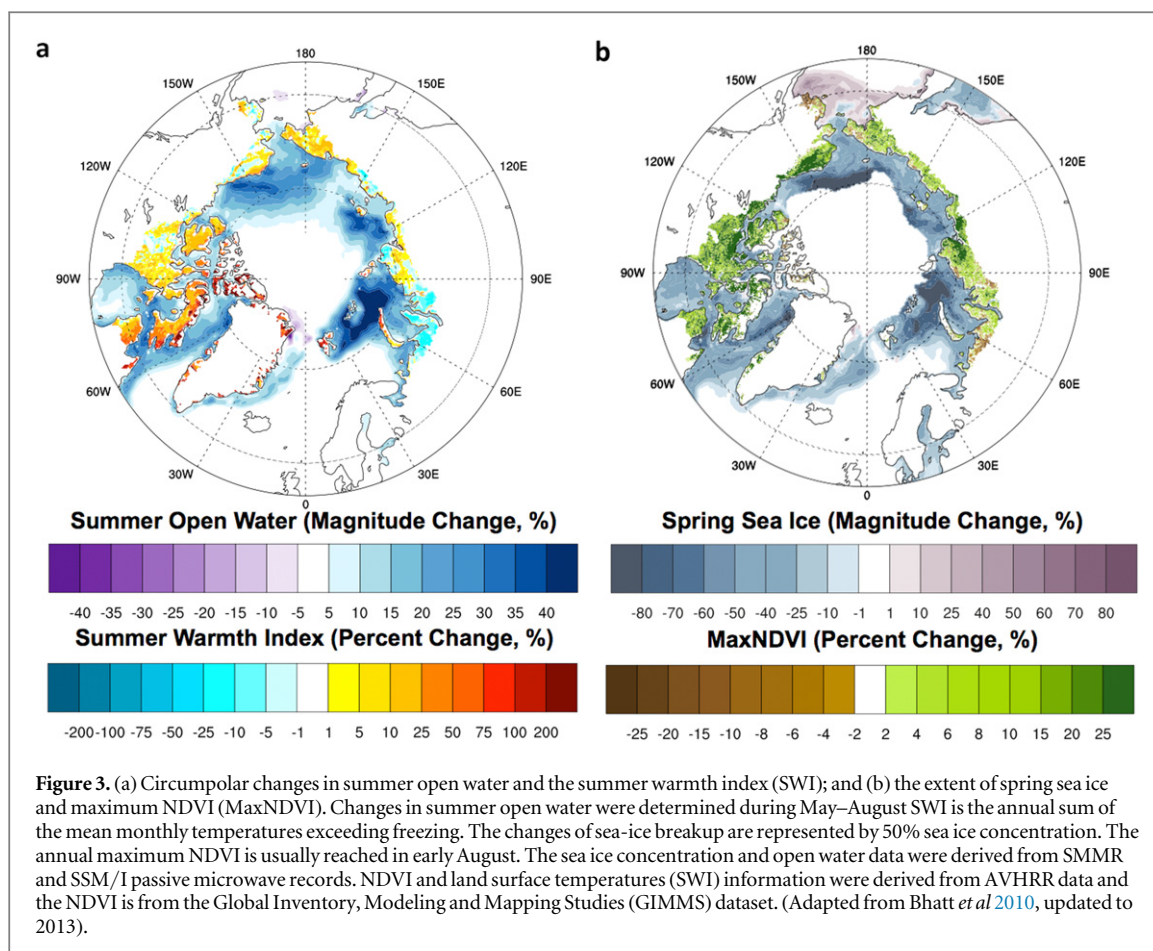 a
180
150W
150E
120W
120E
90W
90E
60W
60E
30W
30E
0
b
180
150W
150E
120W
120E
90W
90E
60W
60E
30W
30E
0
Summer Open Water (Magnitude Change, %)
-40 -35 -25 -20 -15 -10 -5 5 10 15 20 25 30 35 40
Summer Warmth Index (Percent Change, %)
-200 -100 -75 -50 -25 -10 -5 -1 1 5 10 25 50 75 100 200
Spring Sea Ice (Magnitude Change, %)
-80 -70 -60 -50 -40 -25 -10 -1 1 10 25 40 50 60 70 80
MaxNDVI (Percent Change, %)
-25 -20 -15 -10 -8 -6 -4 -2 2 4 6 8 10 15 20 25
Figure 3. (a) Circumpolar changes in summer open water and the summer warmth index (SWI); and (b) the extent of spring sea ice
and maximum NDVI (MaxNDVI). Changes in summer open water were determined during May–August SWI is the annual sum of
the mean monthly temperatures exceeding freezing. The changes of sea-ice breakup are represented by 50% sea ice concentration. The
annual maximum NDVI is usually reached in early August. The sea ice concentration and open water data were derived from SMMR
and SSM/I passive microwave records. NDVI and land surface temperatures (SWI) information were derived from AVHRR data and
the NDVI is from the Global Inventory, Modeling and Mapping Studies (GIMMS) dataset. (Adapted from Bhatt et al 2010, updated to
2013).